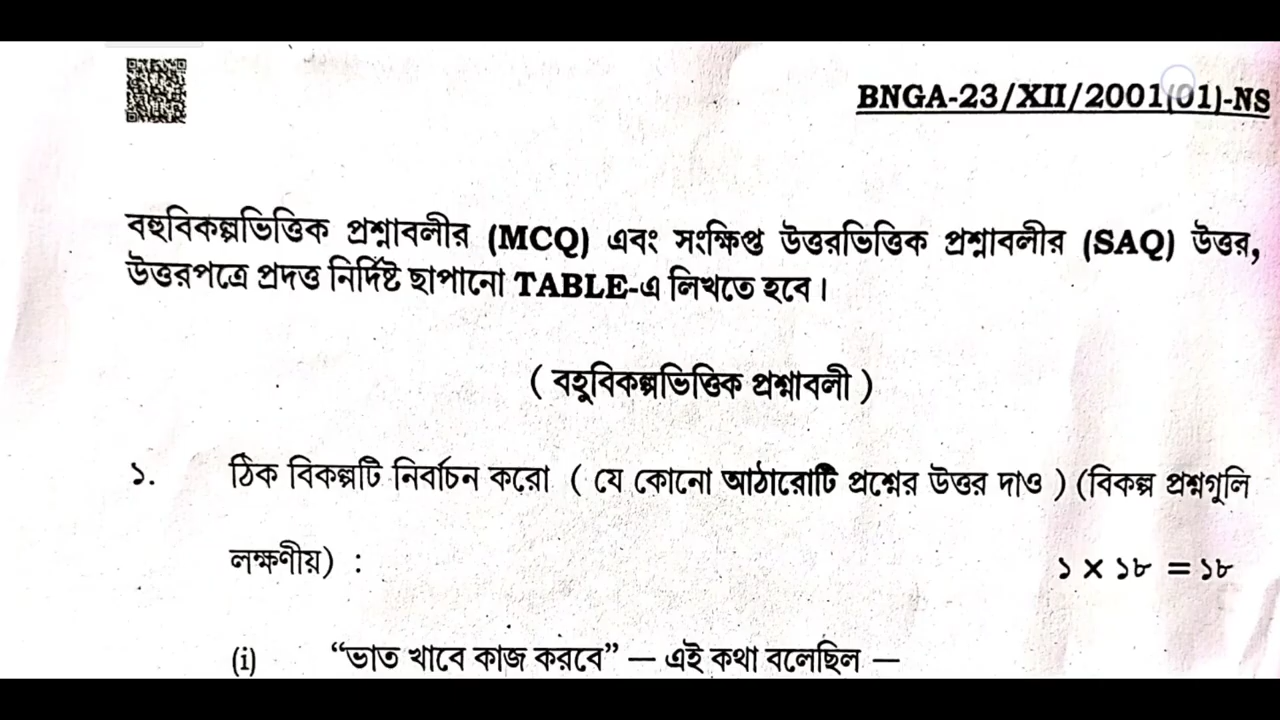 BNGA-23/XII/2001(01)-NS
বহুবিকল্পভিত্তিক প্রশ্নাবলীর (MCQ) এবং সংক্ষিপ্ত উত্তরভিত্তিক প্রশ্নাবলীর (SAQ) উত্তর,
উত্তরপত্রে প্রদত্ত নির্দিষ্ট ছাপানো TABLE-এ লিখতে হবে।
( বহুবিকল্পভিত্তিক প্রশ্নাবলী )
১. ঠিক বিকল্পটি নির্বাচন করো ( যে কোনো আঠারোটি প্রশ্নের উত্তর দাও ) (বিকল্প প্রশ্নগুলি
লক্ষণীয়) : ১ × ১৮ = ১৮
(i) “ভাত খাবে কাজ করবে” — এই কথা বলেছিল —